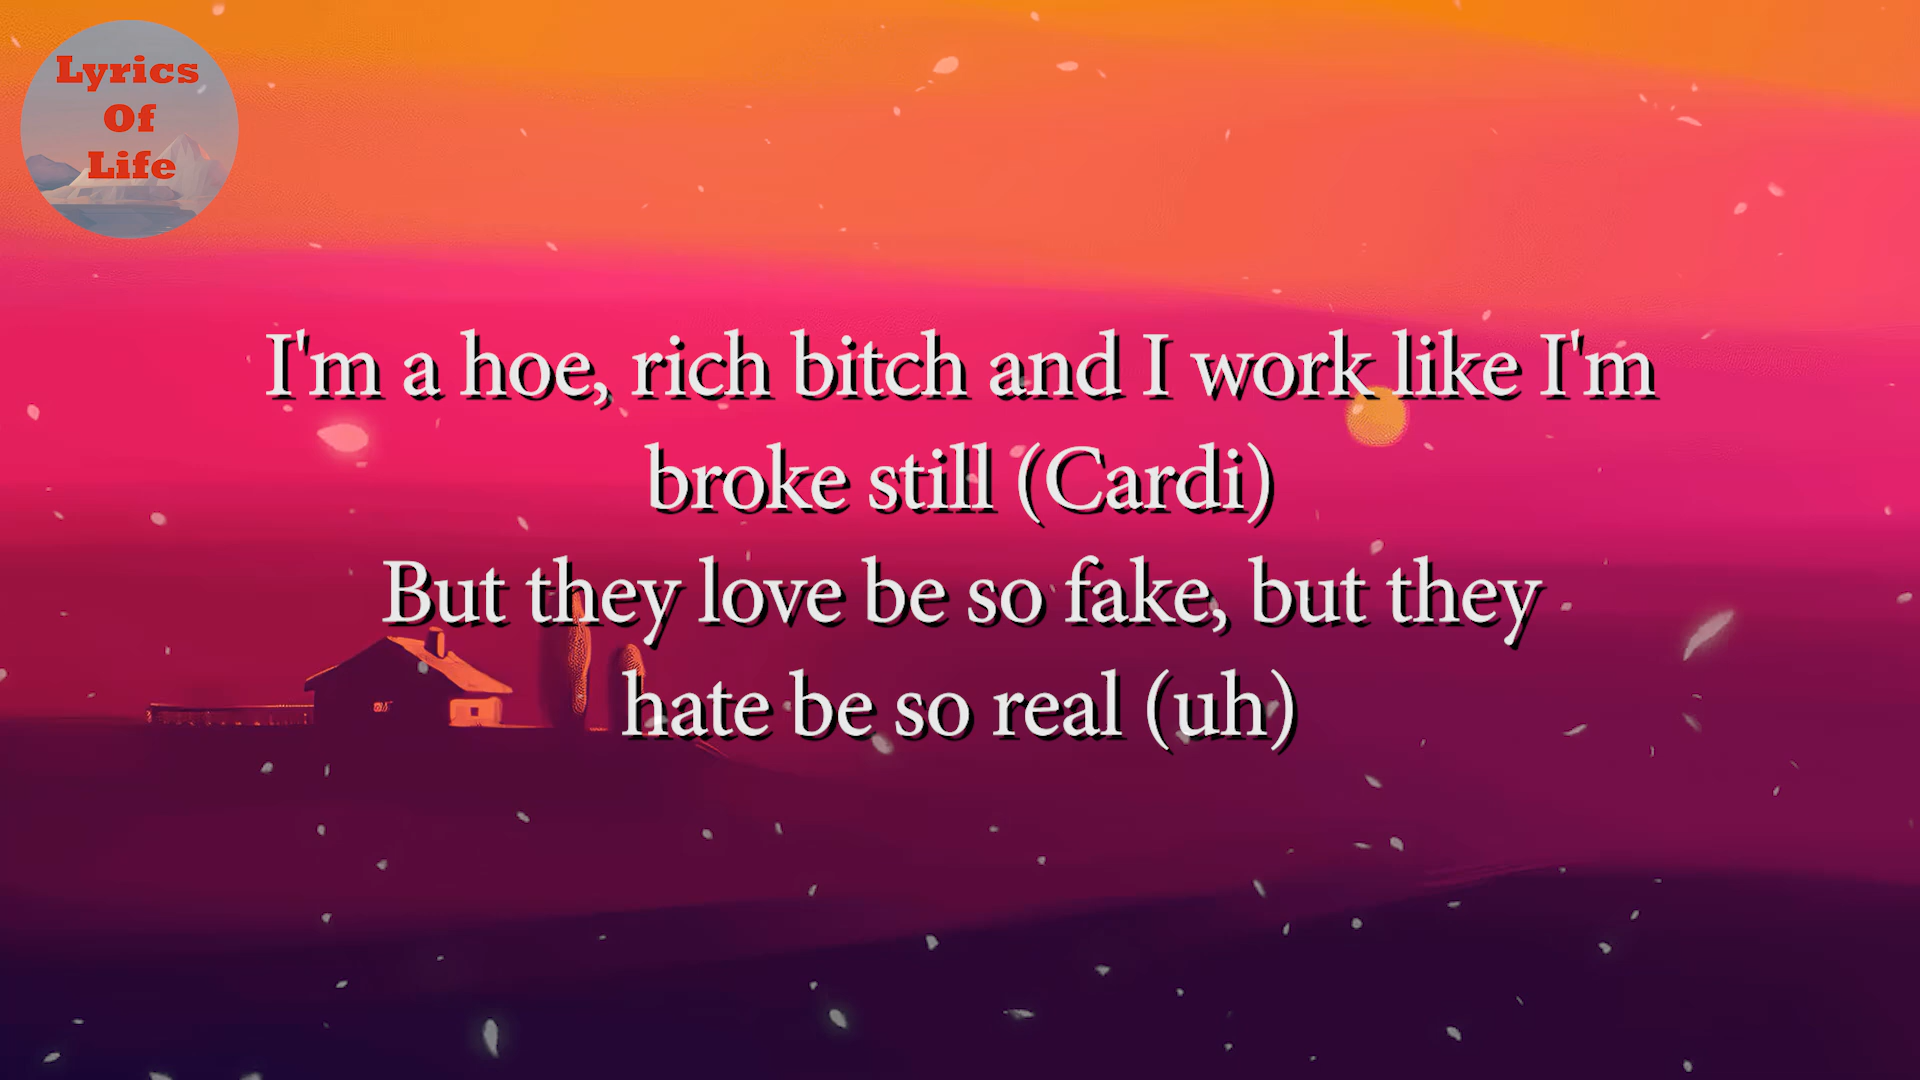 Lyrics
Of
Life
I'm a hoe, rich bitch and I work like I'm
broke still (Cardi)
But they love be so fake, but they
hate be so real (uh)